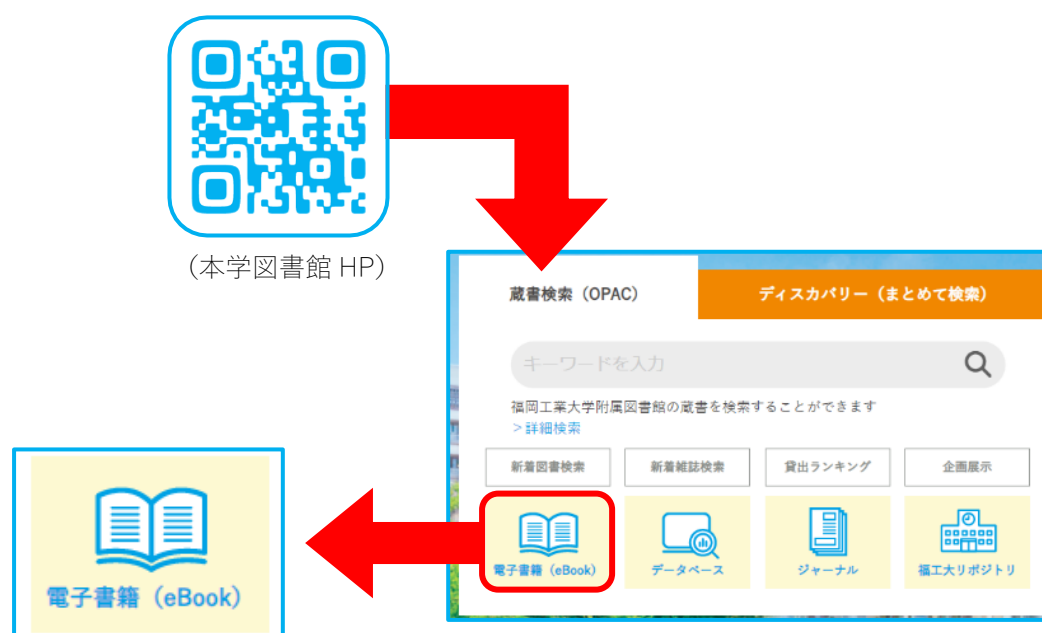 （本学図書館 HP）
蔵書検索（OPAC）
ディスカバリー（まとめて検索）
キーワードを入力
福岡工業大学附属図書館の蔵書を検索することができます
>詳細検索
新着図書検索
新着雑誌検索
貸出ランキング
企画展示
電子書籍（eBook）
データベース
ジャーナル
福工大リポジトリ
電子書籍（eBook）